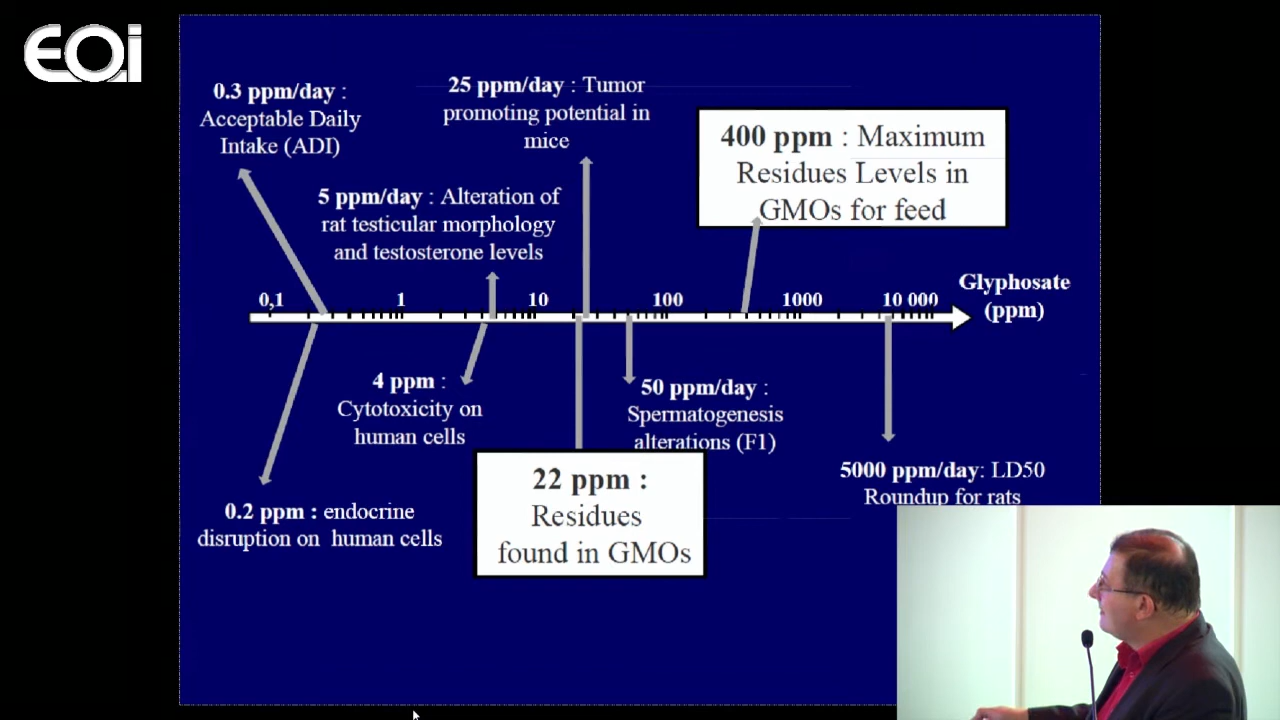 EOi
0.3 ppm/day :
Acceptable Daily
Intake (ADI)
25 ppm/day : Tumor
promoting potential in
mice
400 ppm : Maximum
Residues Levels in
GMOs for feed
5 ppm/day : Alteration of
rat testicular morphology
and testosterone levels
0,1 1 10 100 1000 10 000
Glyphosate
(ppm)
4 ppm :
Cytotoxicity on
human cells
50 ppm/day :
Spermatogenesis
alterations (F1)
22 ppm :
Residues
found in GMOs
5000 ppm/day: LD50
Roundup for rats
0.2 ppm : endocrine
disruption on human cells